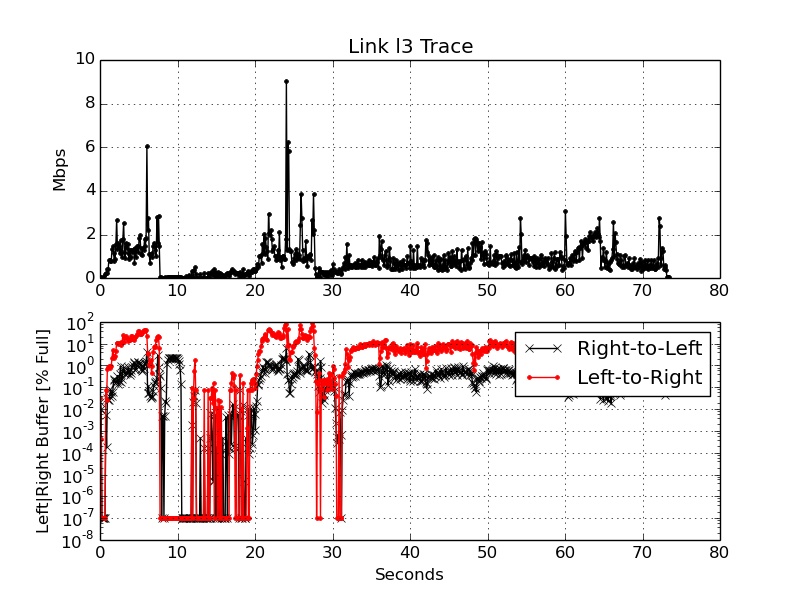 Link l3 Trace
10
8
6
4
2
0
Mbps
0 10 20 30 40 50 60 70 80
10^2
10^1
10^0
10^-1
10^-2
10^-3
10^-4
10^-5
10^-6
10^-7
10^-8
Left|Right Buffer [% Full]
Right-to-Left
Left-to-Right
0 10 20 30 40 50 60 70 80
Seconds